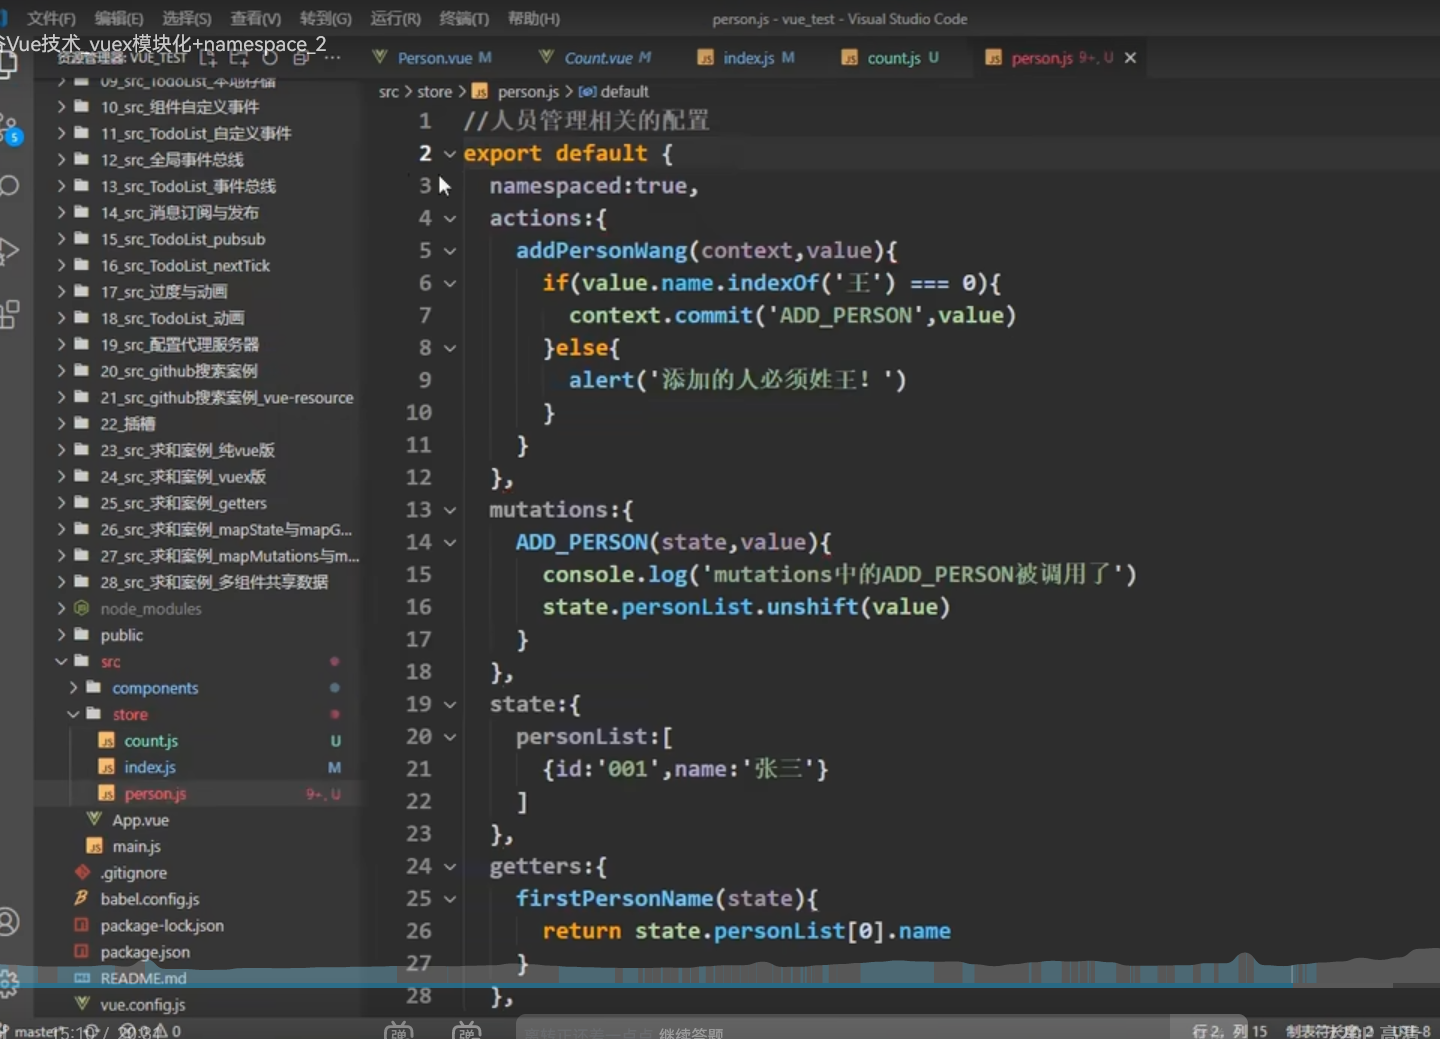 文件(F) 编辑(E) 选择(S) 查看(V) 转到(G) 运行(R) 终端(T) 帮助(H) person.js - vue_test - Visual Studio Code
Vue技术_vuex模块化+namespace_2
资源管理器: VUE_TEST
Person.vue M Count.vue M index.js M count.js U person.js 9+, U
src > store > person.js > default
09_src_TodoList_本地存储
10_src_组件自定义事件
11_src_TodoList_自定义事件
12_src_全局事件总线
13_src_TodoList_事件总线
14_src_消息订阅与发布
15_src_TodoList_pubsub
16_src_TodoList_nextTick
17_src_过度与动画
18_src_TodoList_动画
19_src_配置代理服务器
20_src_github搜索案例
21_src_github搜索案例_vue-resource
22_插槽
23_src_求和案例_纯vue版
24_src_求和案例_vuex版
25_src_求和案例_getters
26_src_求和案例_mapState与mapG...
27_src_求和案例_mapMutations与m...
28_src_求和案例_多组件共享数据
node_modules
public
src
components
store
count.js U
index.js M
person.js 9+, U
App.vue
main.js
.gitignore
babel.config.js
package-lock.json
package.json
README.md
vue.config.js
5
1 //人员管理相关的配置
2 export default {
3 namespaced:true,
4 actions:{
5 addPersonWang(context,value){
6 if(value.name.indexOf('王') === 0){
7 context.commit('ADD_PERSON',value)
8 }else{
9 alert('添加的人必须姓王！')
10 }
11 }
12 },
13 mutations:{
14 ADD_PERSON(state,value){
15 console.log('mutations中的ADD_PERSON被调用了')
16 state.personList.unshift(value)
17 }
18 },
19 state:{
20 personList:[
21 {id:'001',name:'张三'}
22 ]
23 },
24 getters:{
25 firstPersonName(state){
26 return state.personList[0].name
27 }
28 },
master
弹 弹
继续答题
行 2，列 15 制表符长度: 2 UTF-8